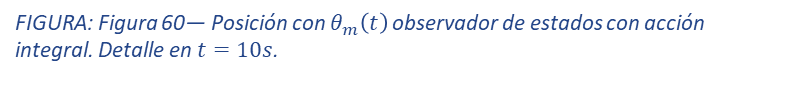 FIGURA: Figura 60— Posición con θₘ(t) observador de estados con acción
integral. Detalle en t = 10s.